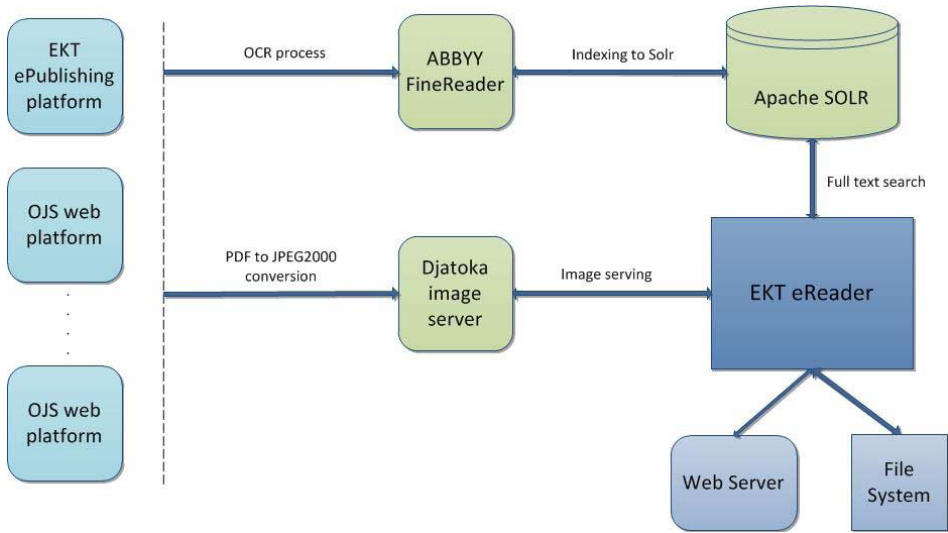 EKT
ePublishing
platform
OCR process
ABBYY
FineReader
Indexing to Solr
Apache SOLR
Full text search
OJS web
platform
PDF to JPEG2000
conversion
Djatoka
image
server
Image serving
EKT eReader
OJS web
platform
Web Server
File
System